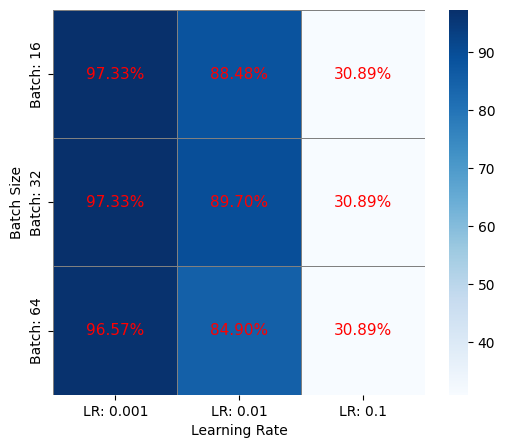 Batch: 16
97.33%
88.48%
30.89%
Batch Size
Batch: 32
97.33%
89.70%
30.89%
Batch: 64
96.57%
84.90%
30.89%
LR: 0.001
LR: 0.01
LR: 0.1
Learning Rate
90
80
70
60
50
40